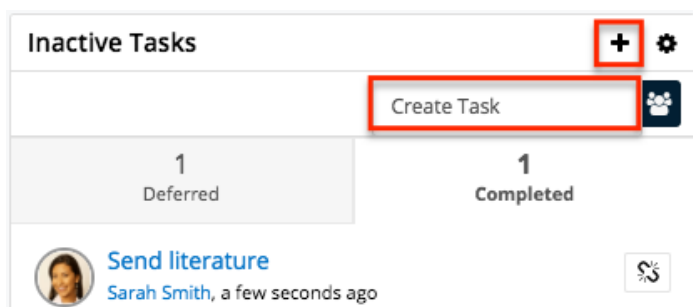 Inactive Tasks
Create Task
1
Deferred
1
Completed
Send literature
Sarah Smith, a few seconds ago